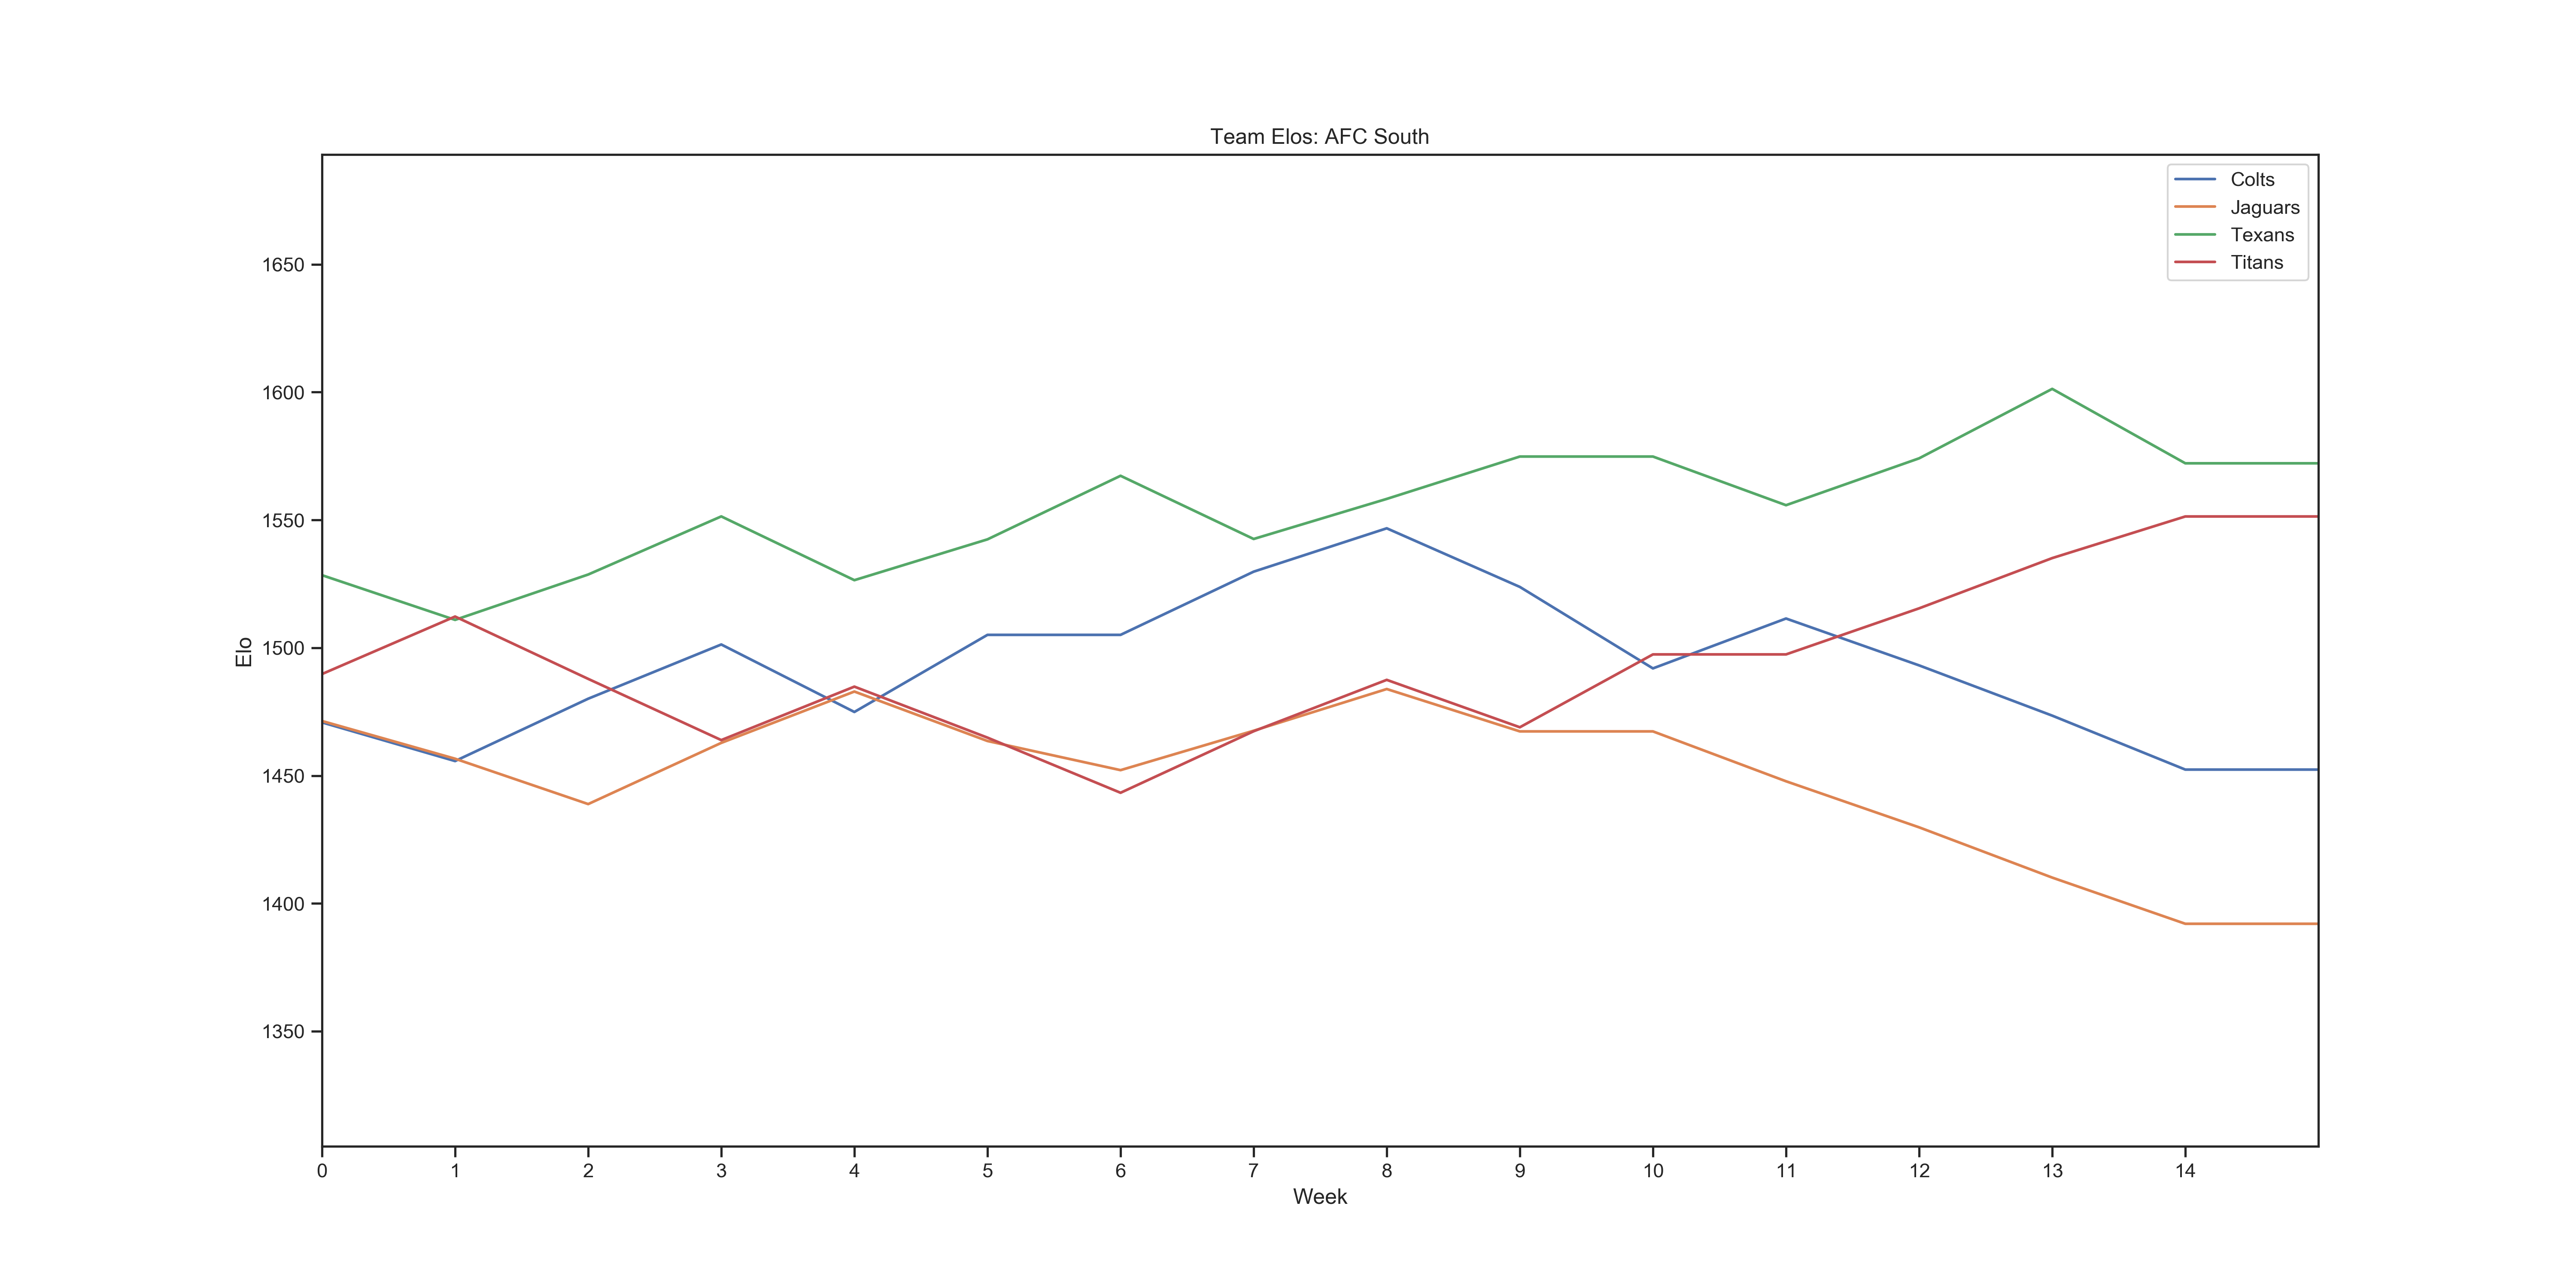 Team Elos: AFC South
Colts
Jaguars
Texans
Titans
1650
1600
1550
1500
1450
1400
1350
Elo
0 1 2 3 4 5 6 7 8 9 10 11 12 13 14
Week